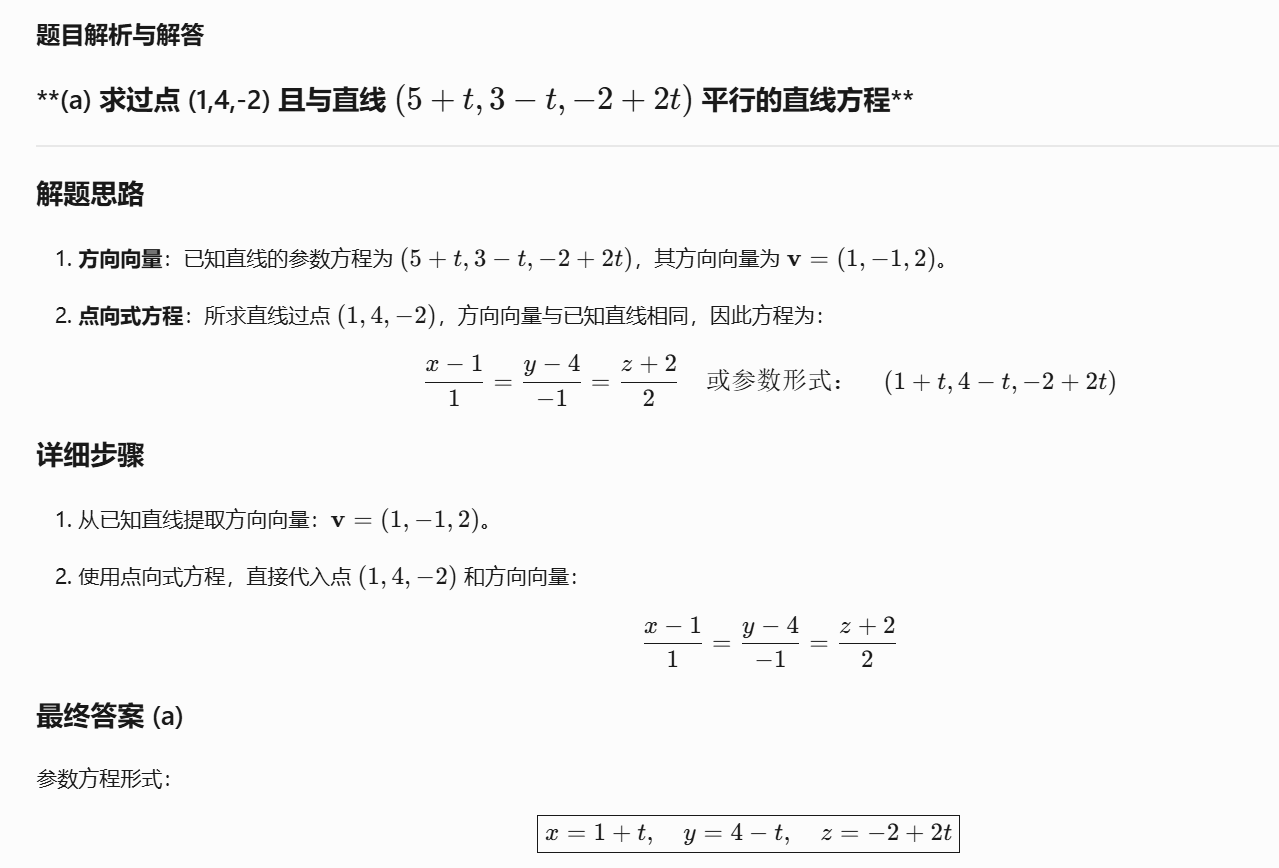 题目解析与解答
**(a) 求过点 (1,4,-2) 且与直线 (5 + t, 3 − t, −2 + 2t) 平行的直线方程**
解题思路
1. 方向向量：已知直线的参数方程为 (5 + t, 3 − t, −2 + 2t)，其方向向量为 v = (1, −1, 2)。
2. 点向式方程：所求直线过点 (1, 4, −2)，方向向量与已知直线相同，因此方程为：
\frac{x − 1}{1} = \frac{y − 4}{−1} = \frac{z + 2}{2} 或参数形式： (1 + t, 4 − t, −2 + 2t)
详细步骤
1. 从已知直线提取方向向量：v = (1, −1, 2)。
2. 使用点向式方程，直接代入点 (1, 4, −2) 和方向向量：
\frac{x − 1}{1} = \frac{y − 4}{−1} = \frac{z + 2}{2}
最终答案 (a)
参数方程形式：
x = 1 + t, y = 4 − t, z = −2 + 2t